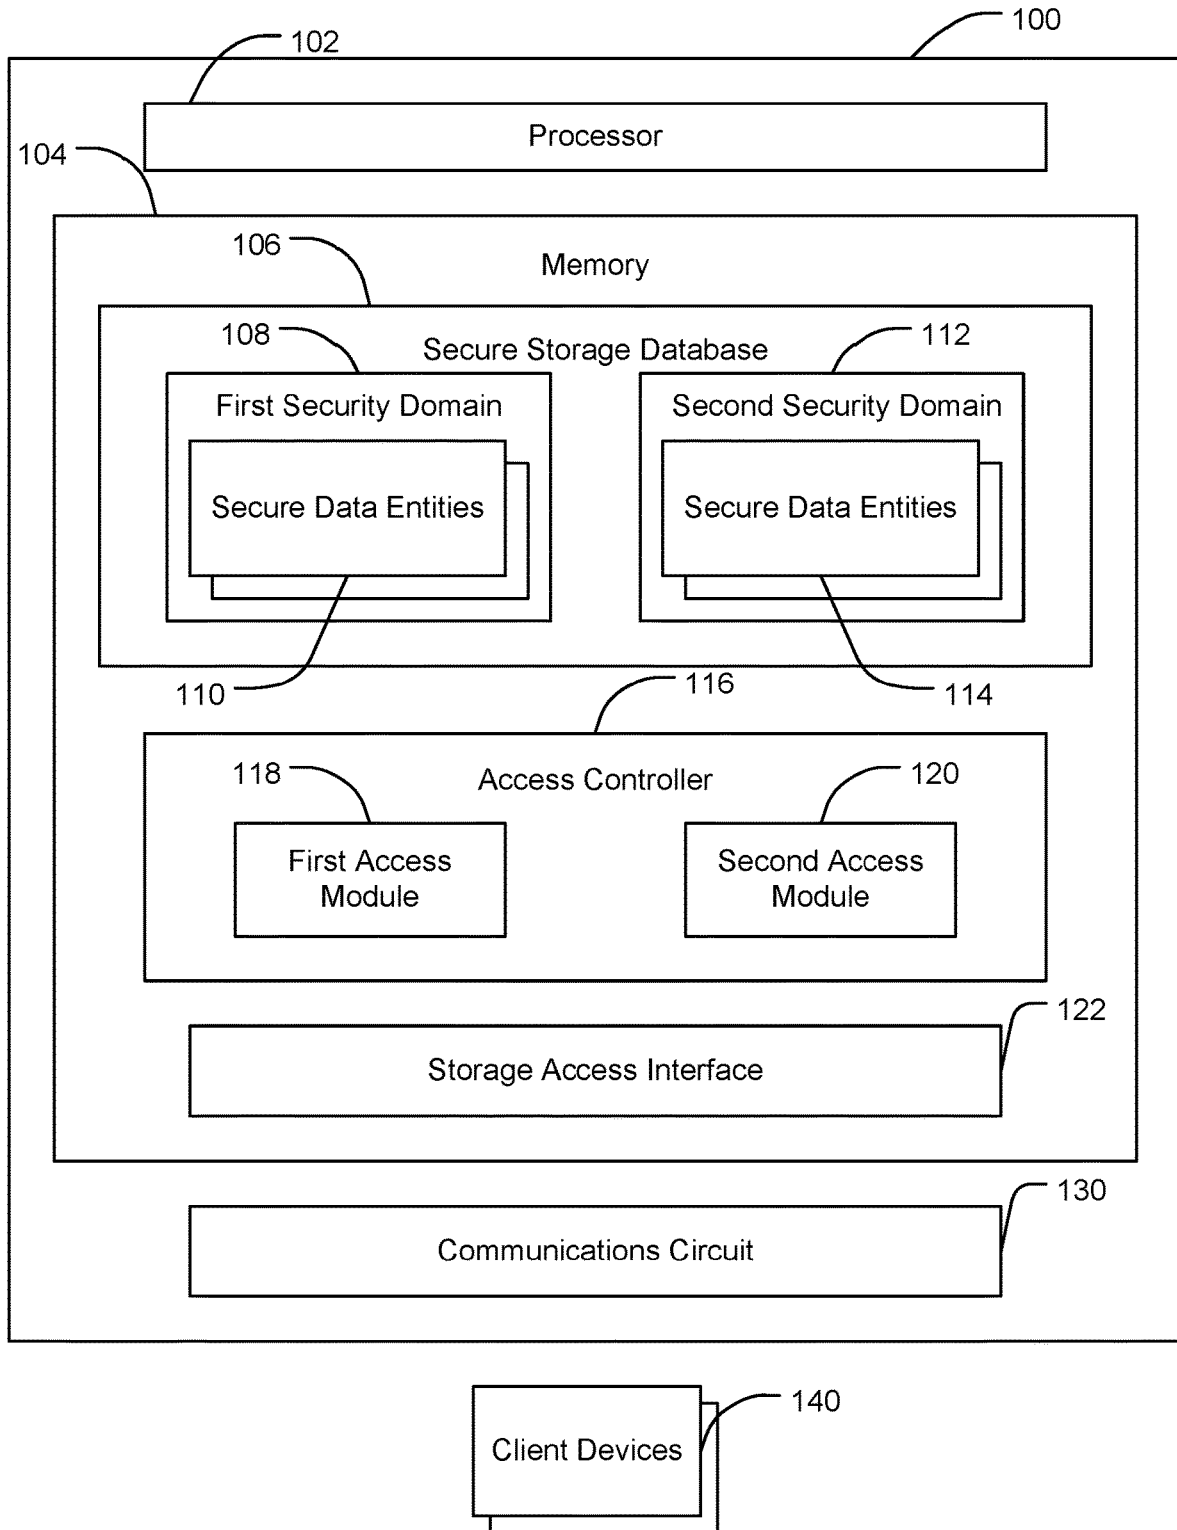 100
102
Processor
104
106
Memory
108
Secure Storage Database
112
First Security Domain
Second Security Domain
Secure Data Entities
Secure Data Entities
110
116
114
118
Access Controller
120
First Access
Module
Second Access
Module
122
Storage Access Interface
130
Communications Circuit
140
Client Devices